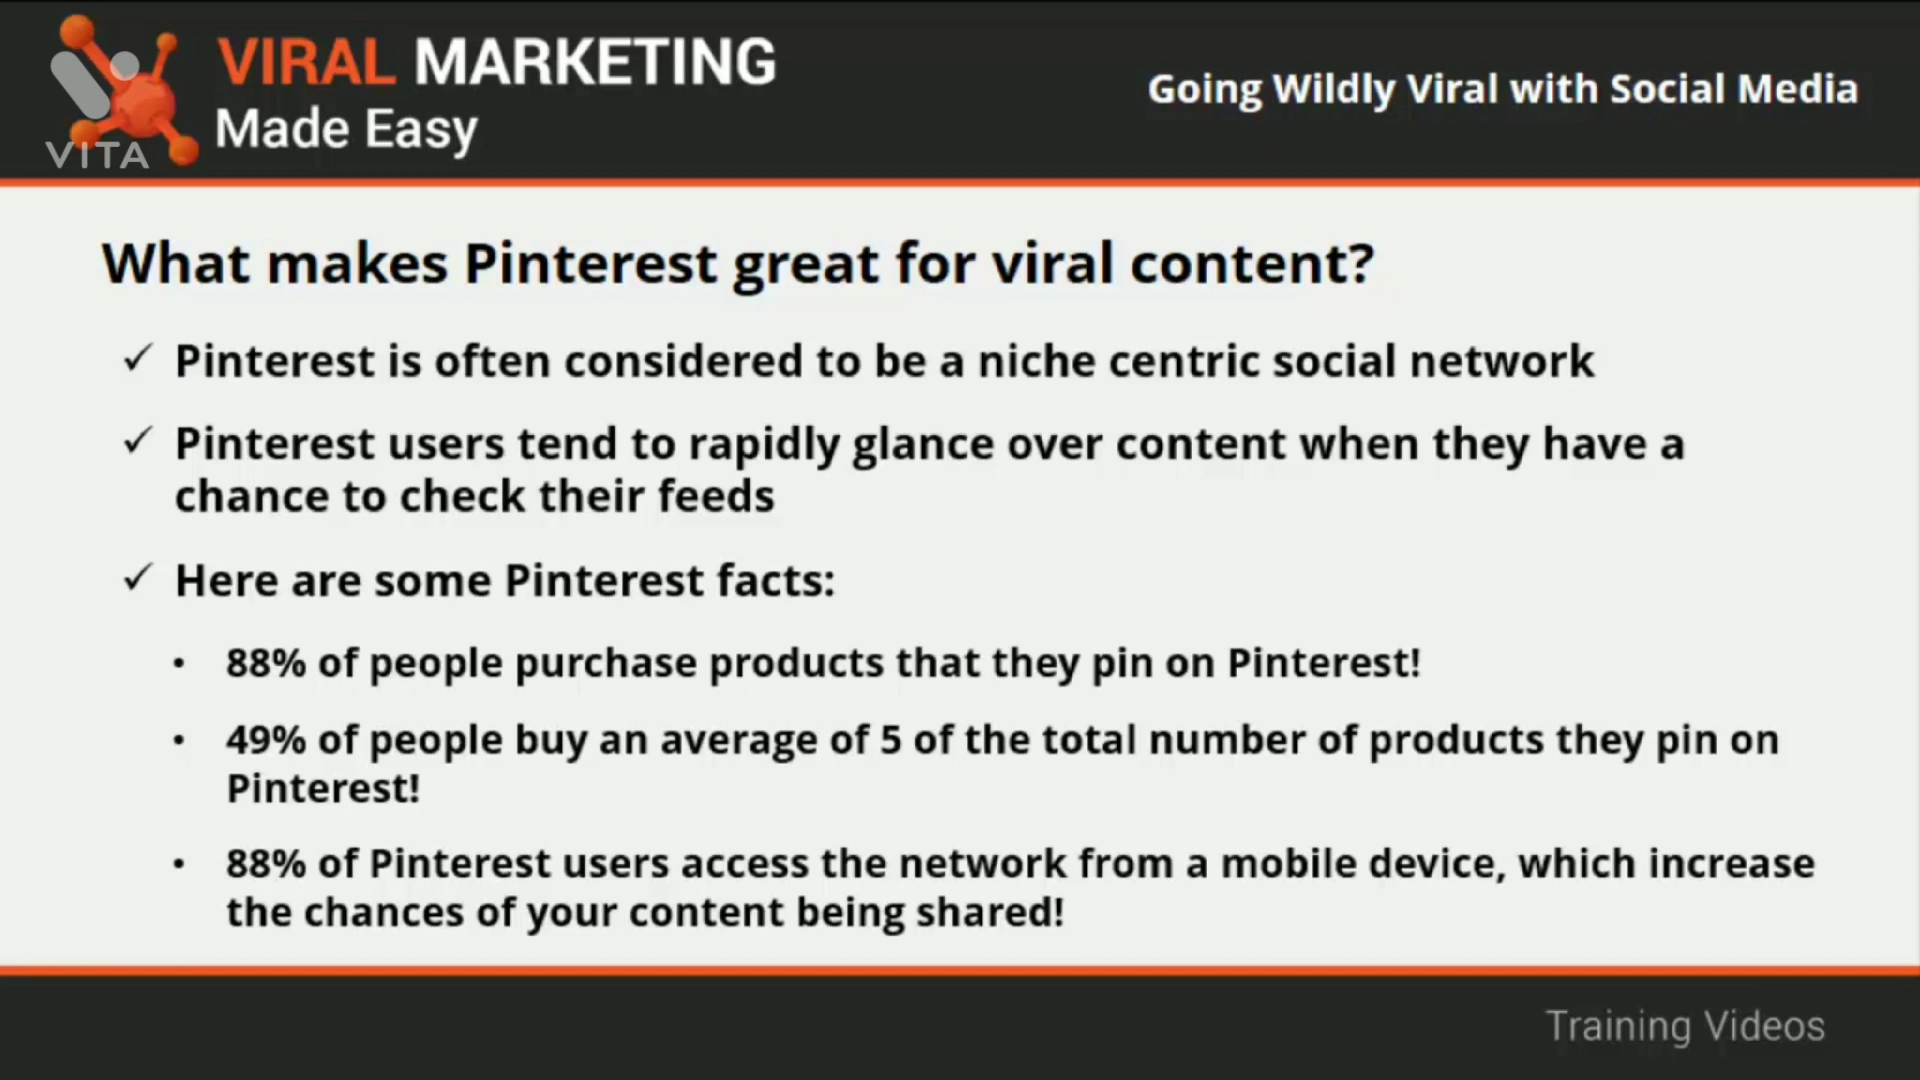 VIRAL MARKETING
Made Easy
VITA
Going Wildly Viral with Social Media
What makes Pinterest great for viral content?
✓ Pinterest is often considered to be a niche centric social network
✓ Pinterest users tend to rapidly glance over content when they have a
chance to check their feeds
✓ Here are some Pinterest facts:
• 88% of people purchase products that they pin on Pinterest!
• 49% of people buy an average of 5 of the total number of products they pin on
Pinterest!
• 88% of Pinterest users access the network from a mobile device, which increase
the chances of your content being shared!
Training Videos